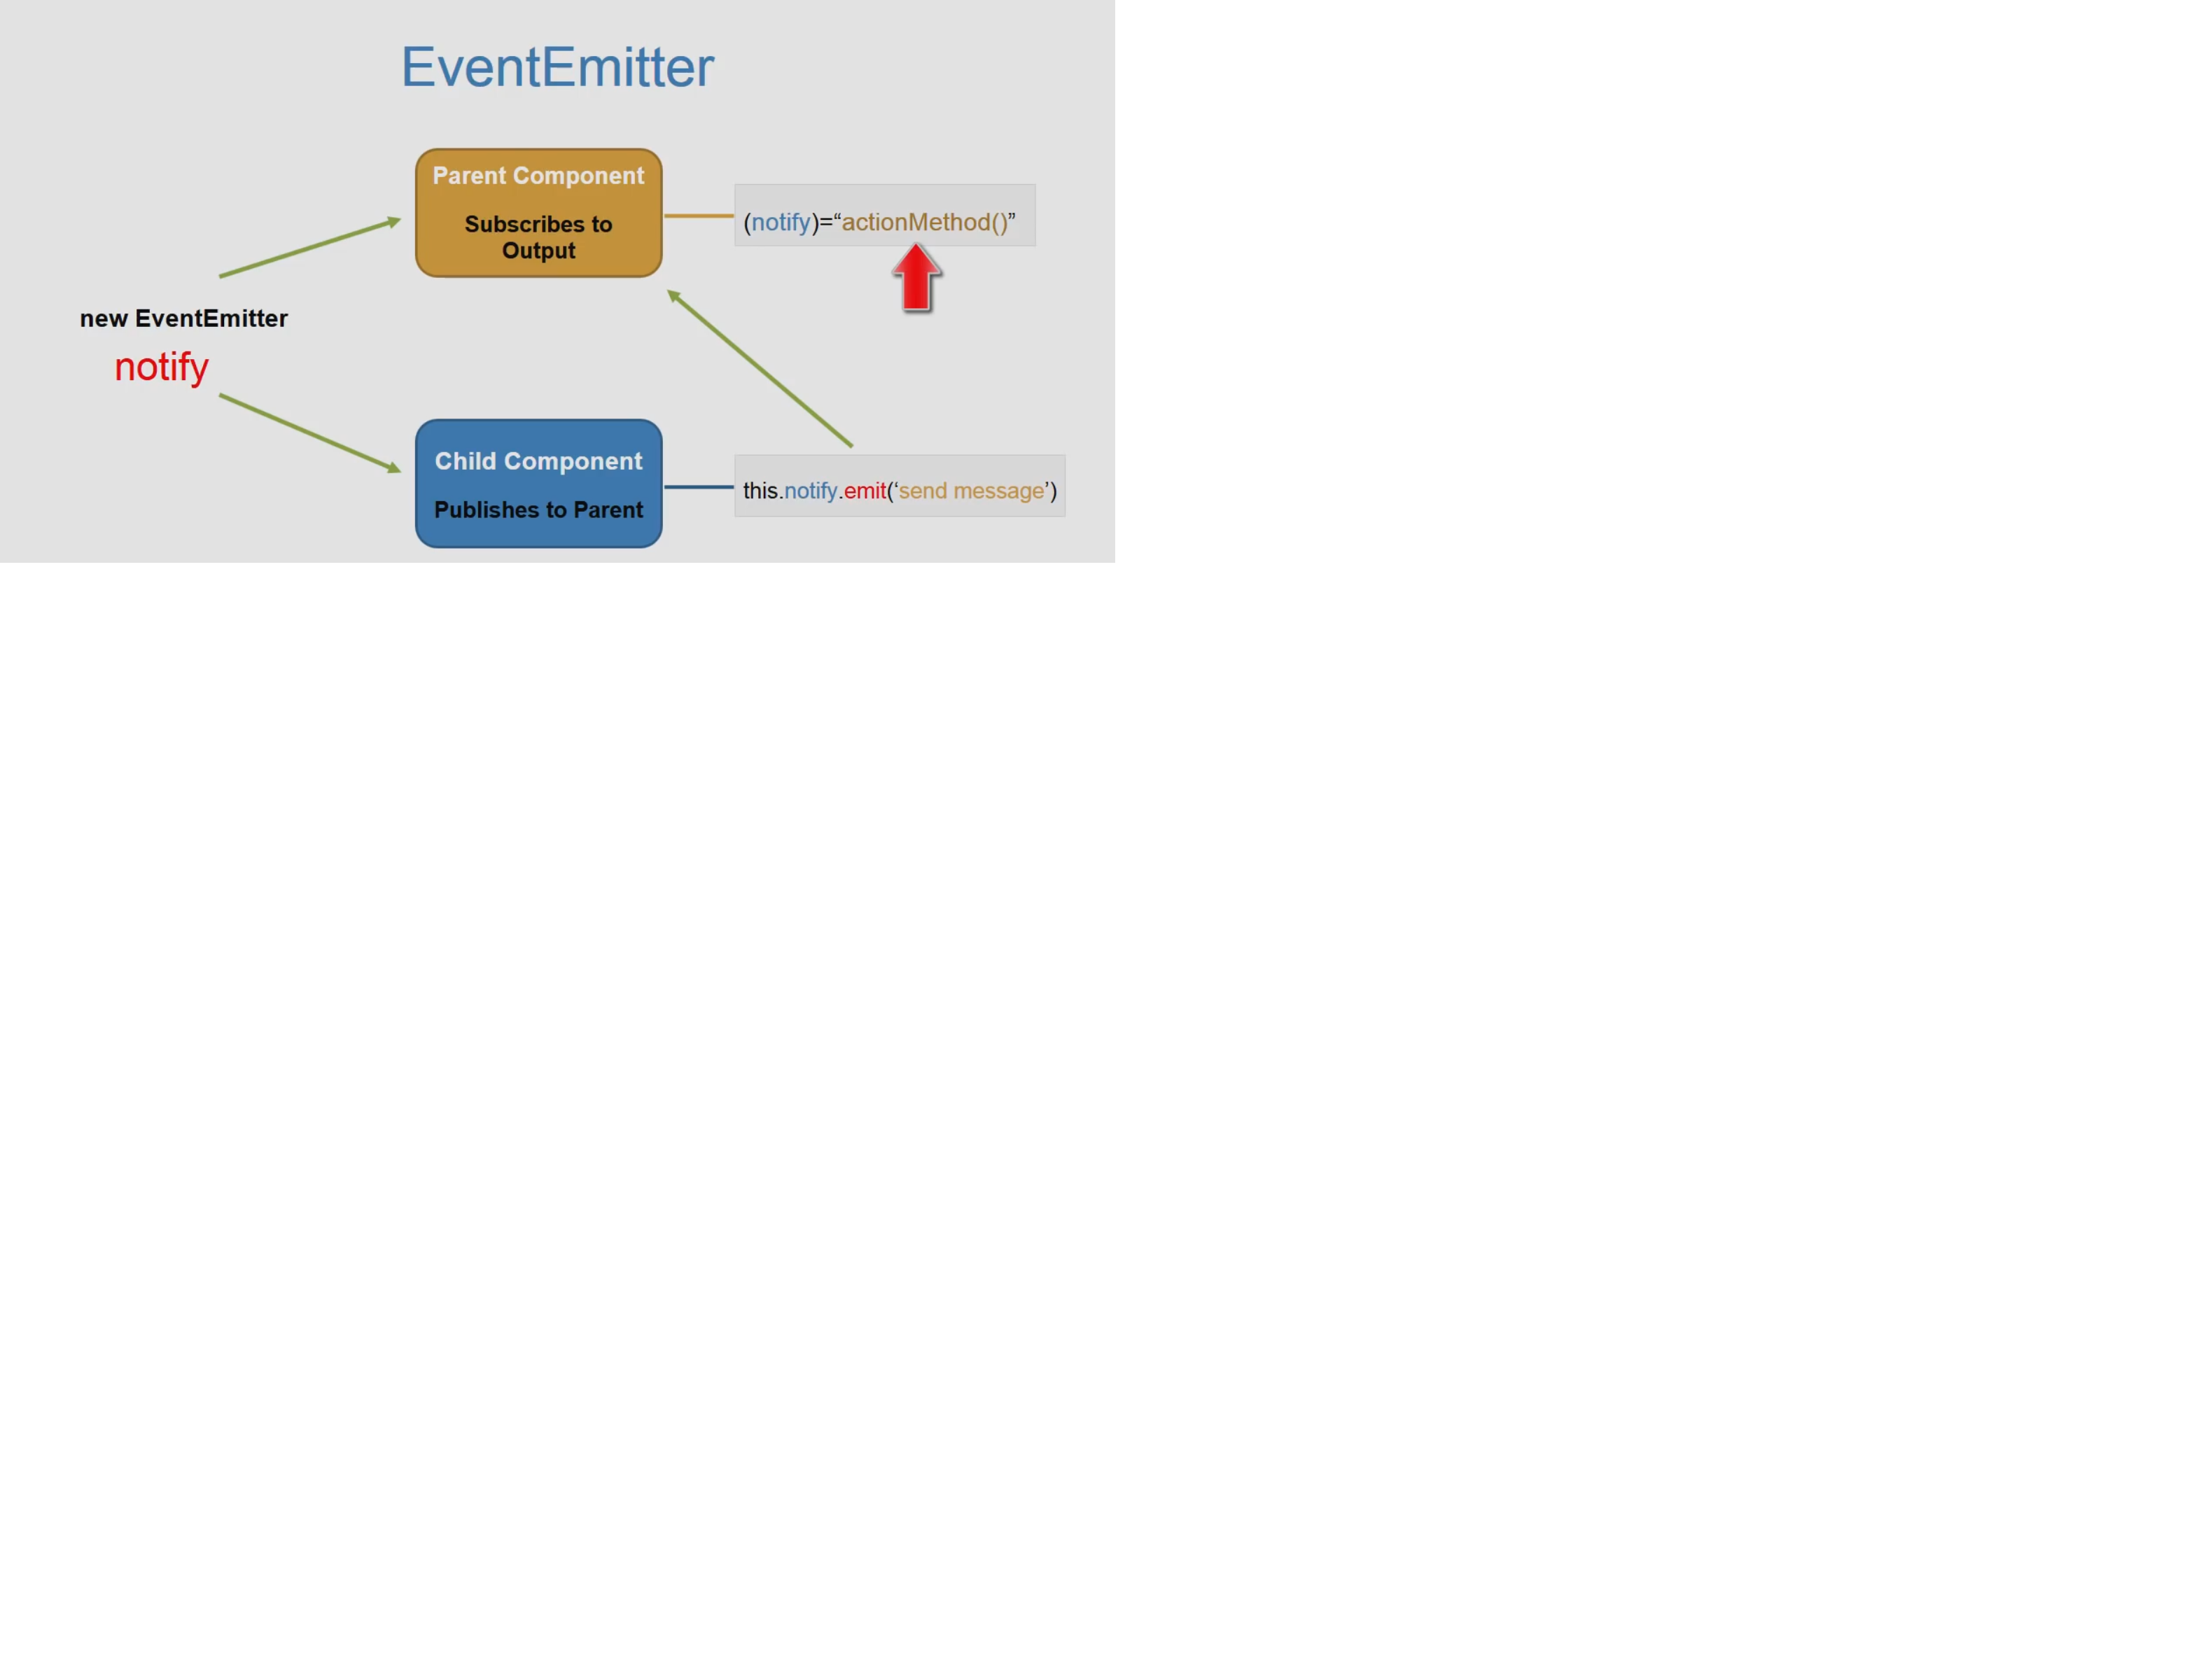 EventEmitter
Parent Component
Subscribes to
Output
(notify)=“actionMethod()”
new EventEmitter
notify
Child Component
Publishes to Parent
this.notify.emit(‘send message’)